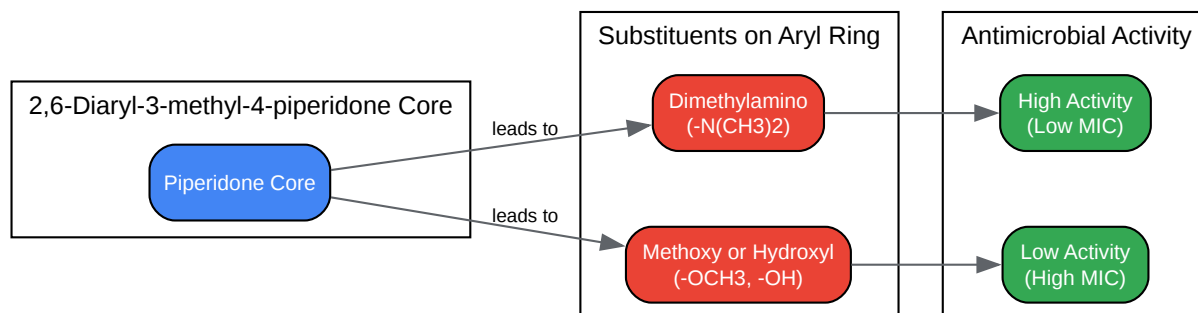 2,6-Diaryl-3-methyl-4-piperidone Core
Piperidone Core
leads to
leads to
Substituents on Aryl Ring
Dimethylamino
(-N(CH3)2)
Methoxy or Hydroxyl
(-OCH3, -OH)
Antimicrobial Activity
High Activity
(Low MIC)
Low Activity
(High MIC)